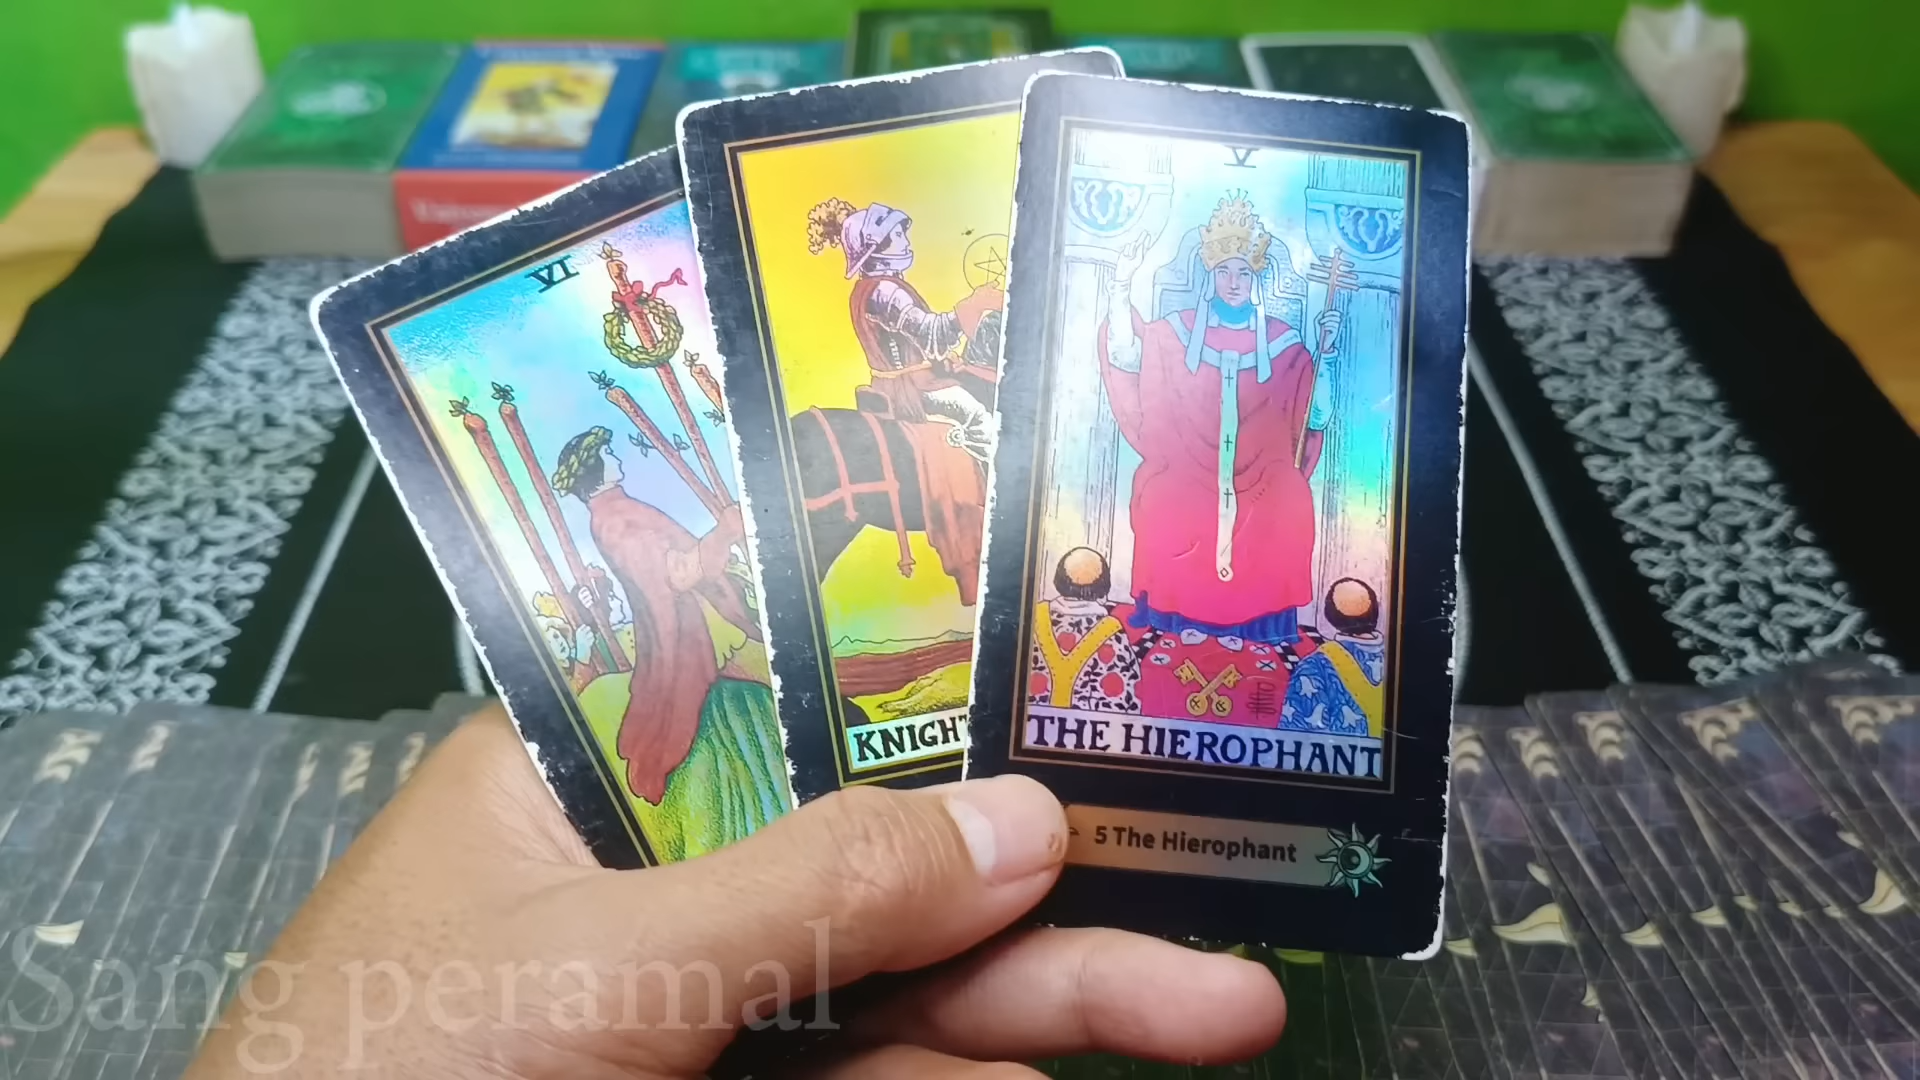 VI
KNIGHT
V
THE HIEROPHANT
5 The Hierophant
Sang peramal